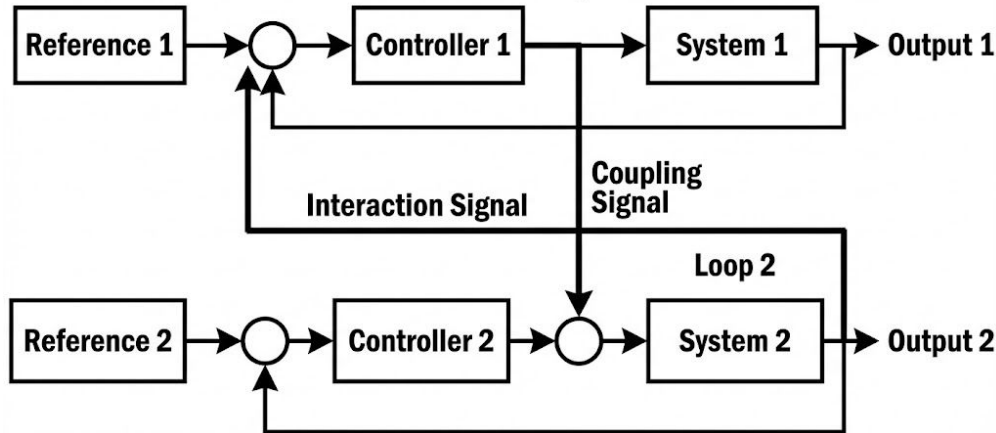 Reference 1
Controller 1
System 1
Output 1
Coupling
Signal
Interaction Signal
Loop 2
Reference 2
Controller 2
System 2
Output 2